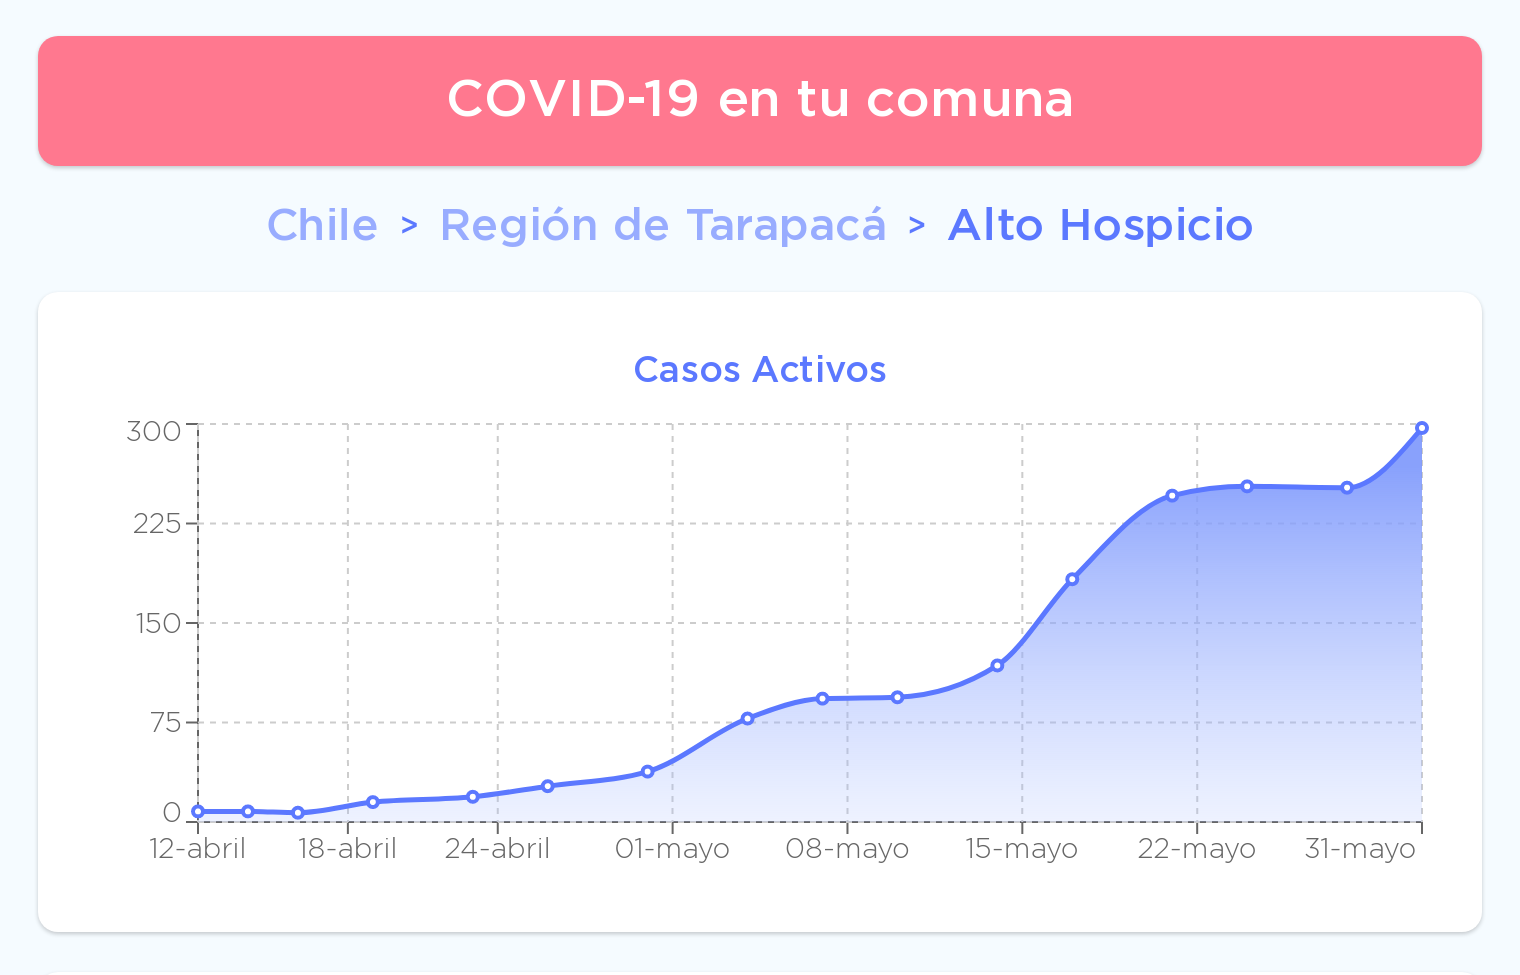 COVID-19 en tu comuna
Chile > Región de Tarapacá > Alto Hospicio
Casos Activos
300
225
150
75
0
12-abril 18-abril 24-abril 01-mayo 08-mayo 15-mayo 22-mayo 31-mayo